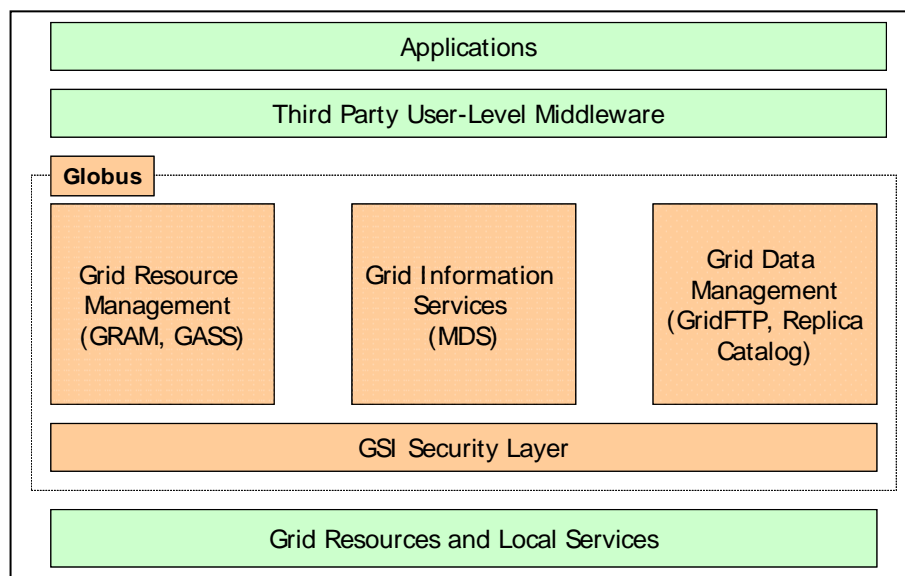 Applications
Third Party User-Level Middleware
Globus
Grid Resource
Management
(GRAM, GASS)
Grid Information
Services
(MDS)
Grid Data
Management
(GridFTP, Replica
Catalog)
GSI Security Layer
Grid Resources and Local Services